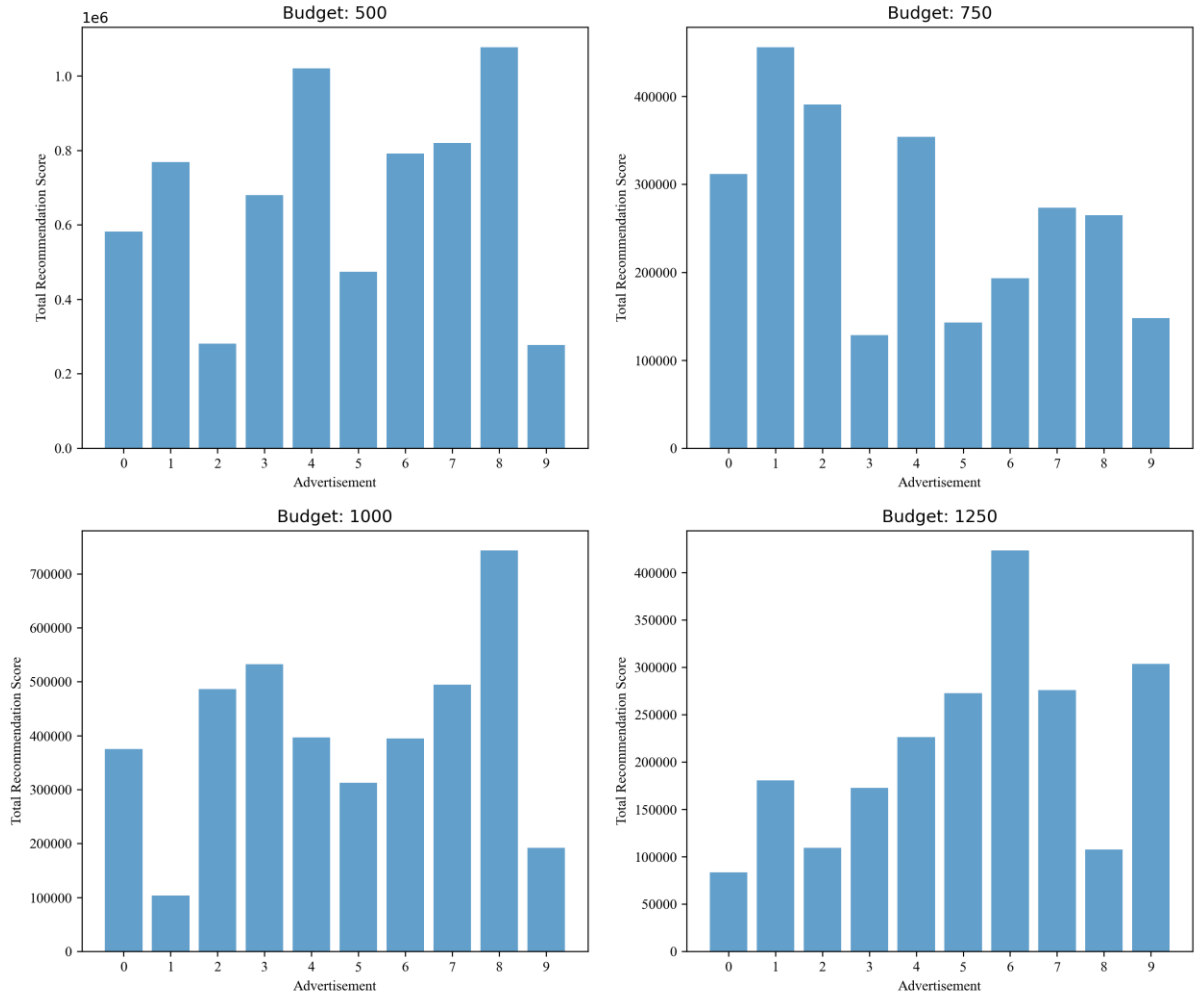 Budget: 500
1e6
Total Recommendation Score
1.0
0.8
0.6
0.4
0.2
0.0
0 1 2 3 4 5 6 7 8 9
Advertisement
Budget: 750
Total Recommendation Score
400000
300000
200000
100000
0
0 1 2 3 4 5 6 7 8 9
Advertisement
Budget: 1000
Total Recommendation Score
700000
600000
500000
400000
300000
200000
100000
0
0 1 2 3 4 5 6 7 8 9
Advertisement
Budget: 1250
Total Recommendation Score
400000
350000
300000
250000
200000
150000
100000
50000
0
0 1 2 3 4 5 6 7 8 9
Advertisement